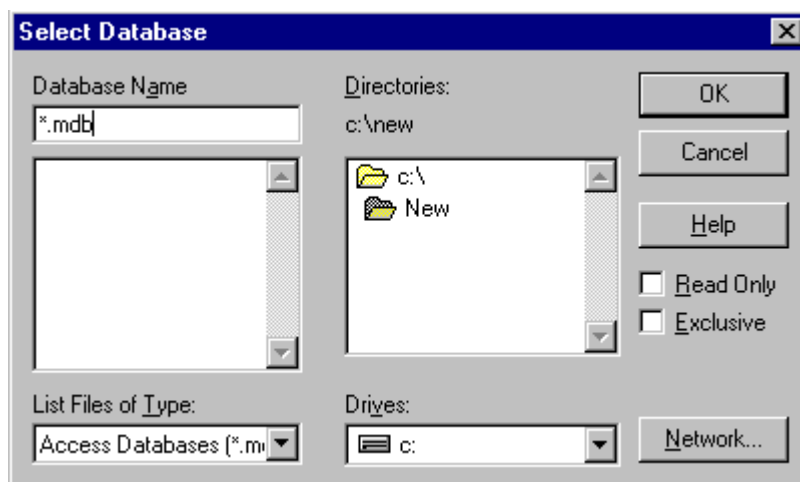 Select Database
Database Name
*.mdb
Directories:
c:\new
c:\
New
OK
Cancel
Help
Read Only
Exclusive
List Files of Type:
Access Databases (*.m
Drives:
c:
Network...